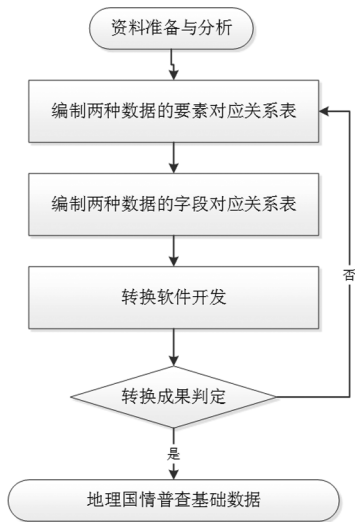 资料准备与分析
编制两种数据的要素对应关系表
编制两种数据的字段对应关系表
转换软件开发
否
转换成果判定
是
地理国情普查基础数据